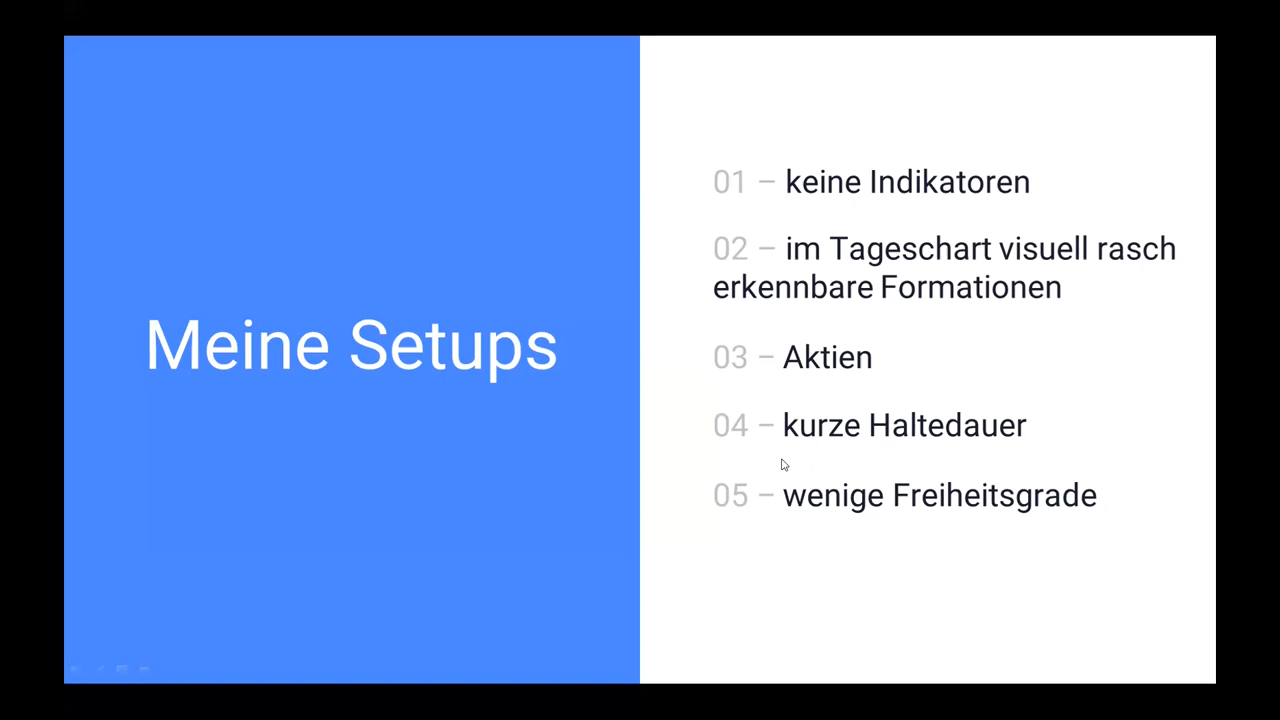 Meine Setups
01 – keine Indikatoren
02 – im Tageschart visuell rasch
erkennbare Formationen
03 – Aktien
04 – kurze Haltedauer
05 – wenige Freiheitsgrade